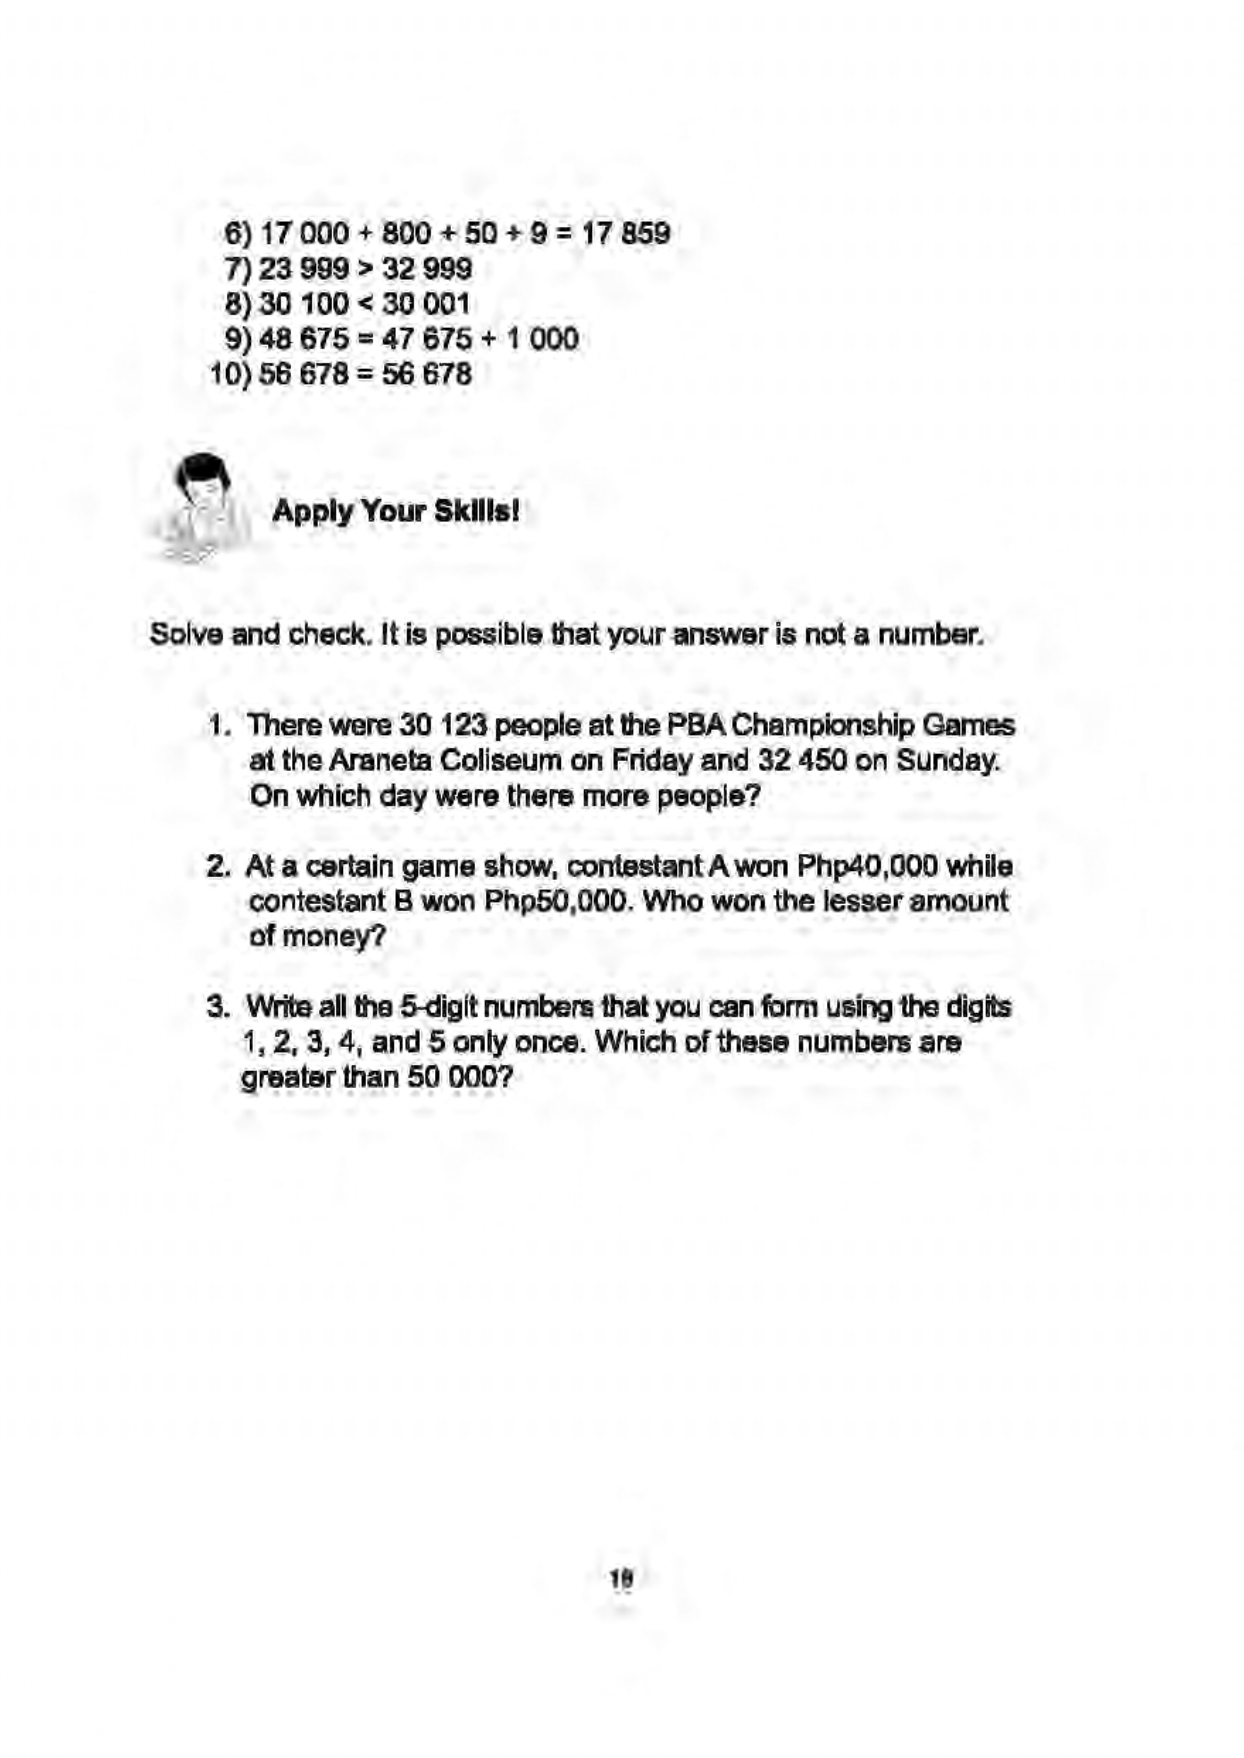 6) 17 000 + 800 + 50 + 9 = 17 859
7) 23 999 > 32 999
8) 30 100 < 30 001
9) 48 675 = 47 675 + 1 000
10) 56 678 = 56 678
Apply Your Skills!
Solve and check. It is possible that your answer is not a number.
1. There were 30 123 people at the PBA Championship Games
at the Araneta Coliseum on Friday and 32 450 on Sunday.
On which day were there more people?
2. At a certain game show, contestant A won Php40,000 while
contestant B won Php50,000. Who won the lesser amount
of money?
3. Write all the 5-digit numbers that you can form using the digits
1, 2, 3, 4, and 5 only once. Which of these numbers are
greater than 50 000?